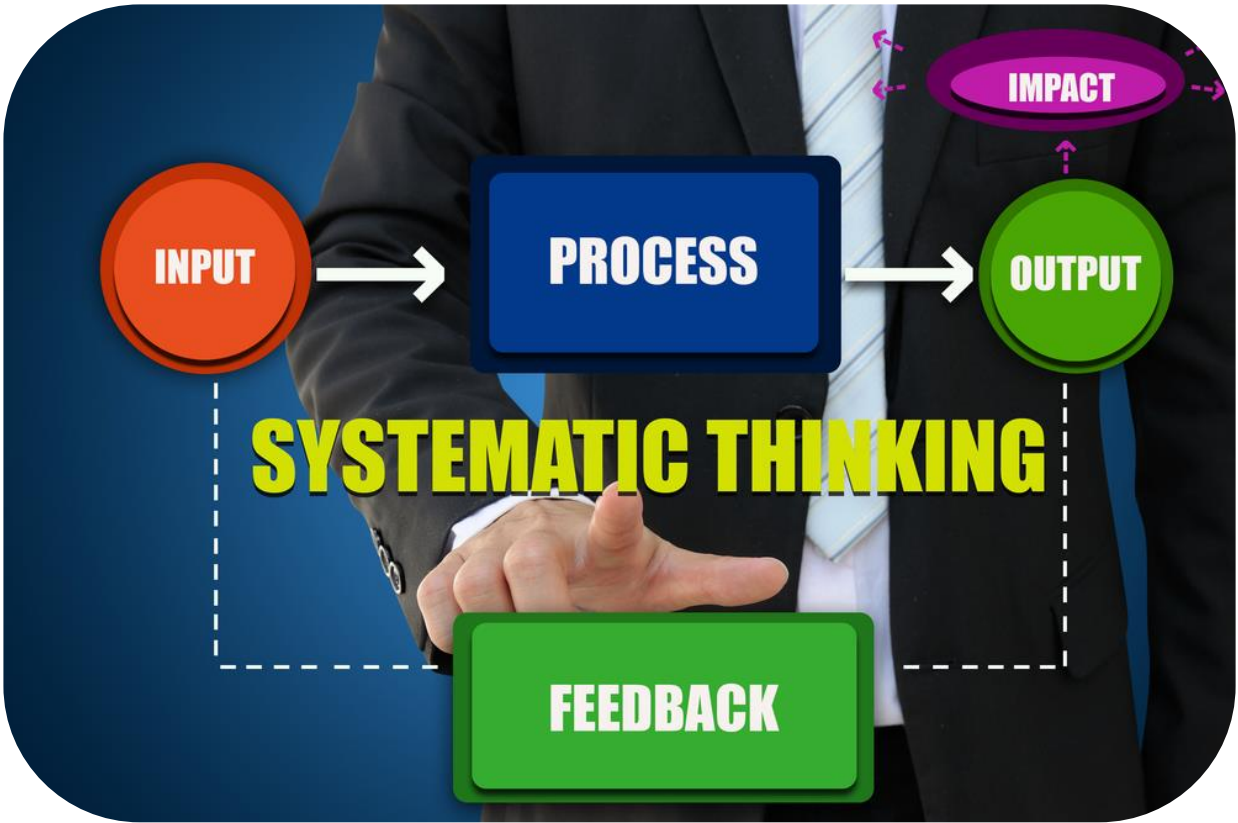 IMPACT
INPUT
PROCESS
OUTPUT
SYSTEMATIC THINKING
FEEDBACK